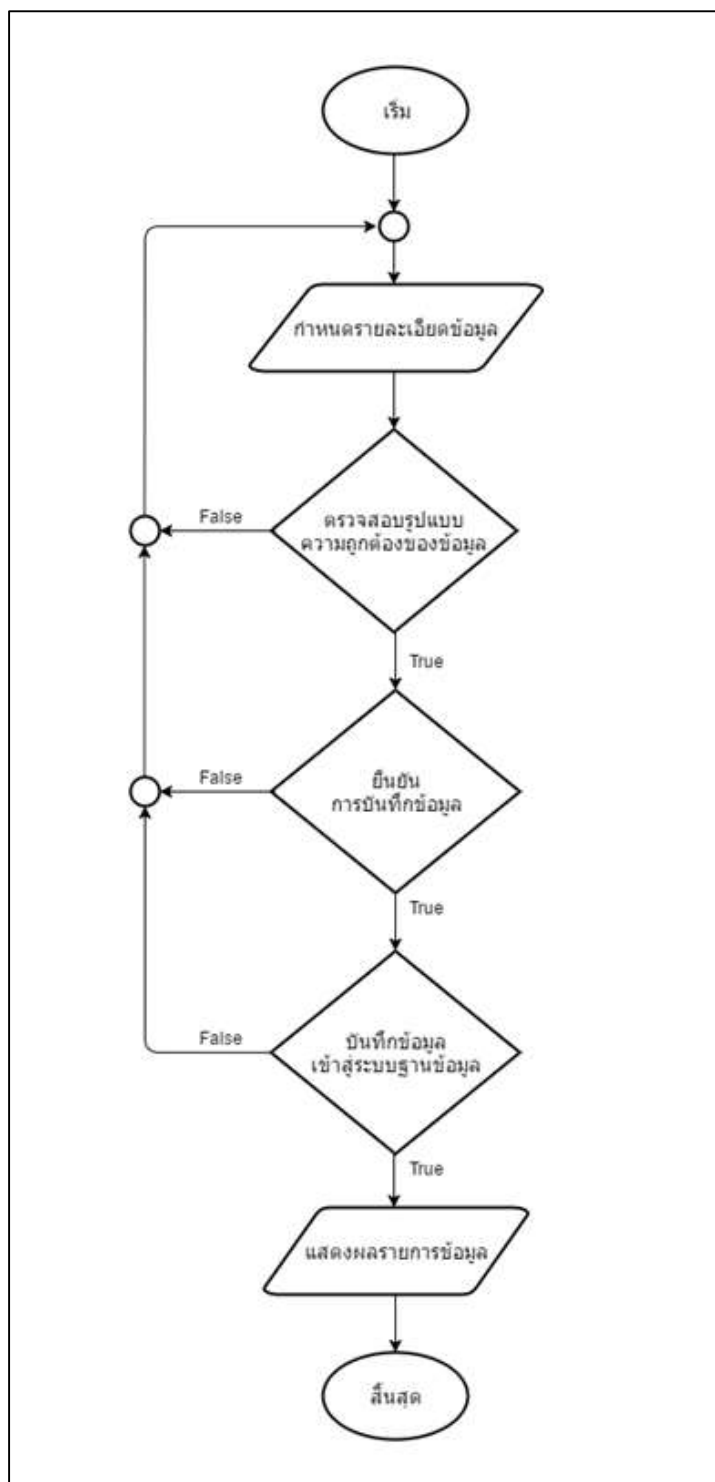 เริ่ม
กำหนดรายละเอียดข้อมูล
False
ตรวจสอบรูปแบบ
ความถูกต้องของข้อมูล
True
False
ยืนยัน
การบันทึกข้อมูล
True
False
บันทึกข้อมูล
เข้าสู่ระบบฐานข้อมูล
True
แสดงผลรายการข้อมูล
สิ้นสุด